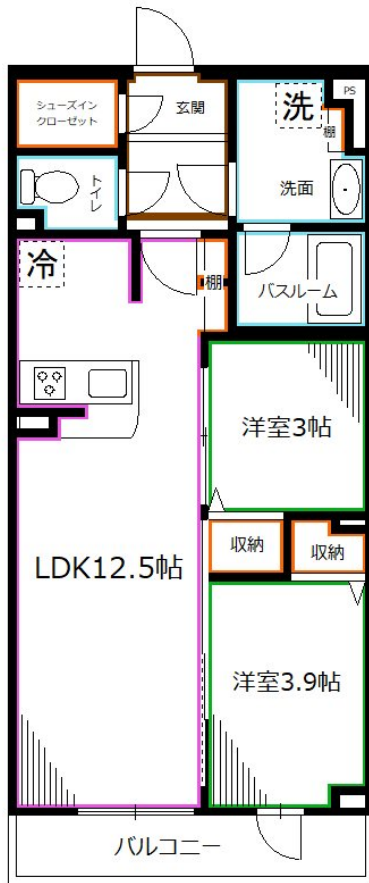 シューズイン
クローゼット
玄関
洗
PS
棚
洗面
トイレ
冷
棚
バスルーム
洋室3帖
収納
収納
LDK12.5帖
洋室3.9帖
バルコニー